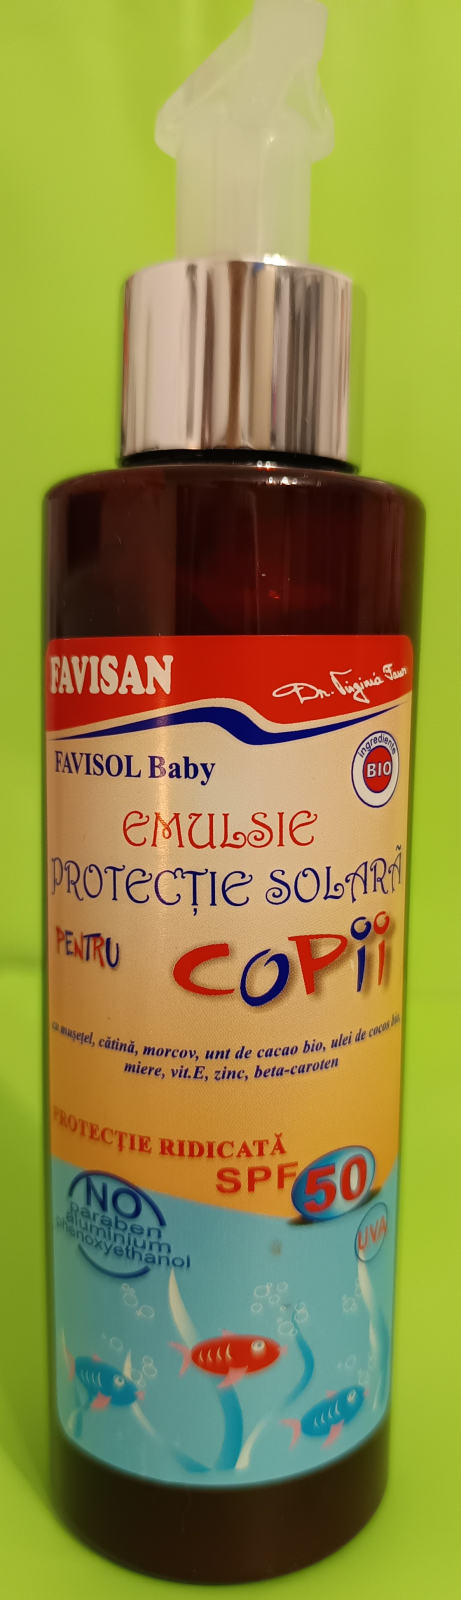 FAVISAN
Dr. Virginia Faur
FAVISOL Baby
ingrediente
BIO
EMULSIE
PROTECȚIE SOLARĂ
PENTRU COPii
cu mușețel, cătină, morcov, unt de cacao bio, ulei de cocos bio,
miere, vit.E, zinc, beta-caroten
PROTECȚIE RIDICATĂ
SPF 50
UVA
NO
paraben
aluminium
phenoxyethanol